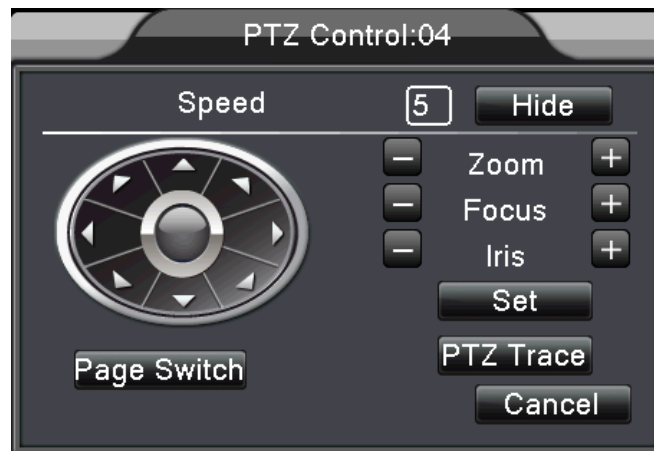 PTZ Control:04
Speed 5 Hide
− Zoom +
− Focus +
− Iris +
Set
Page Switch
PTZ Trace
Cancel